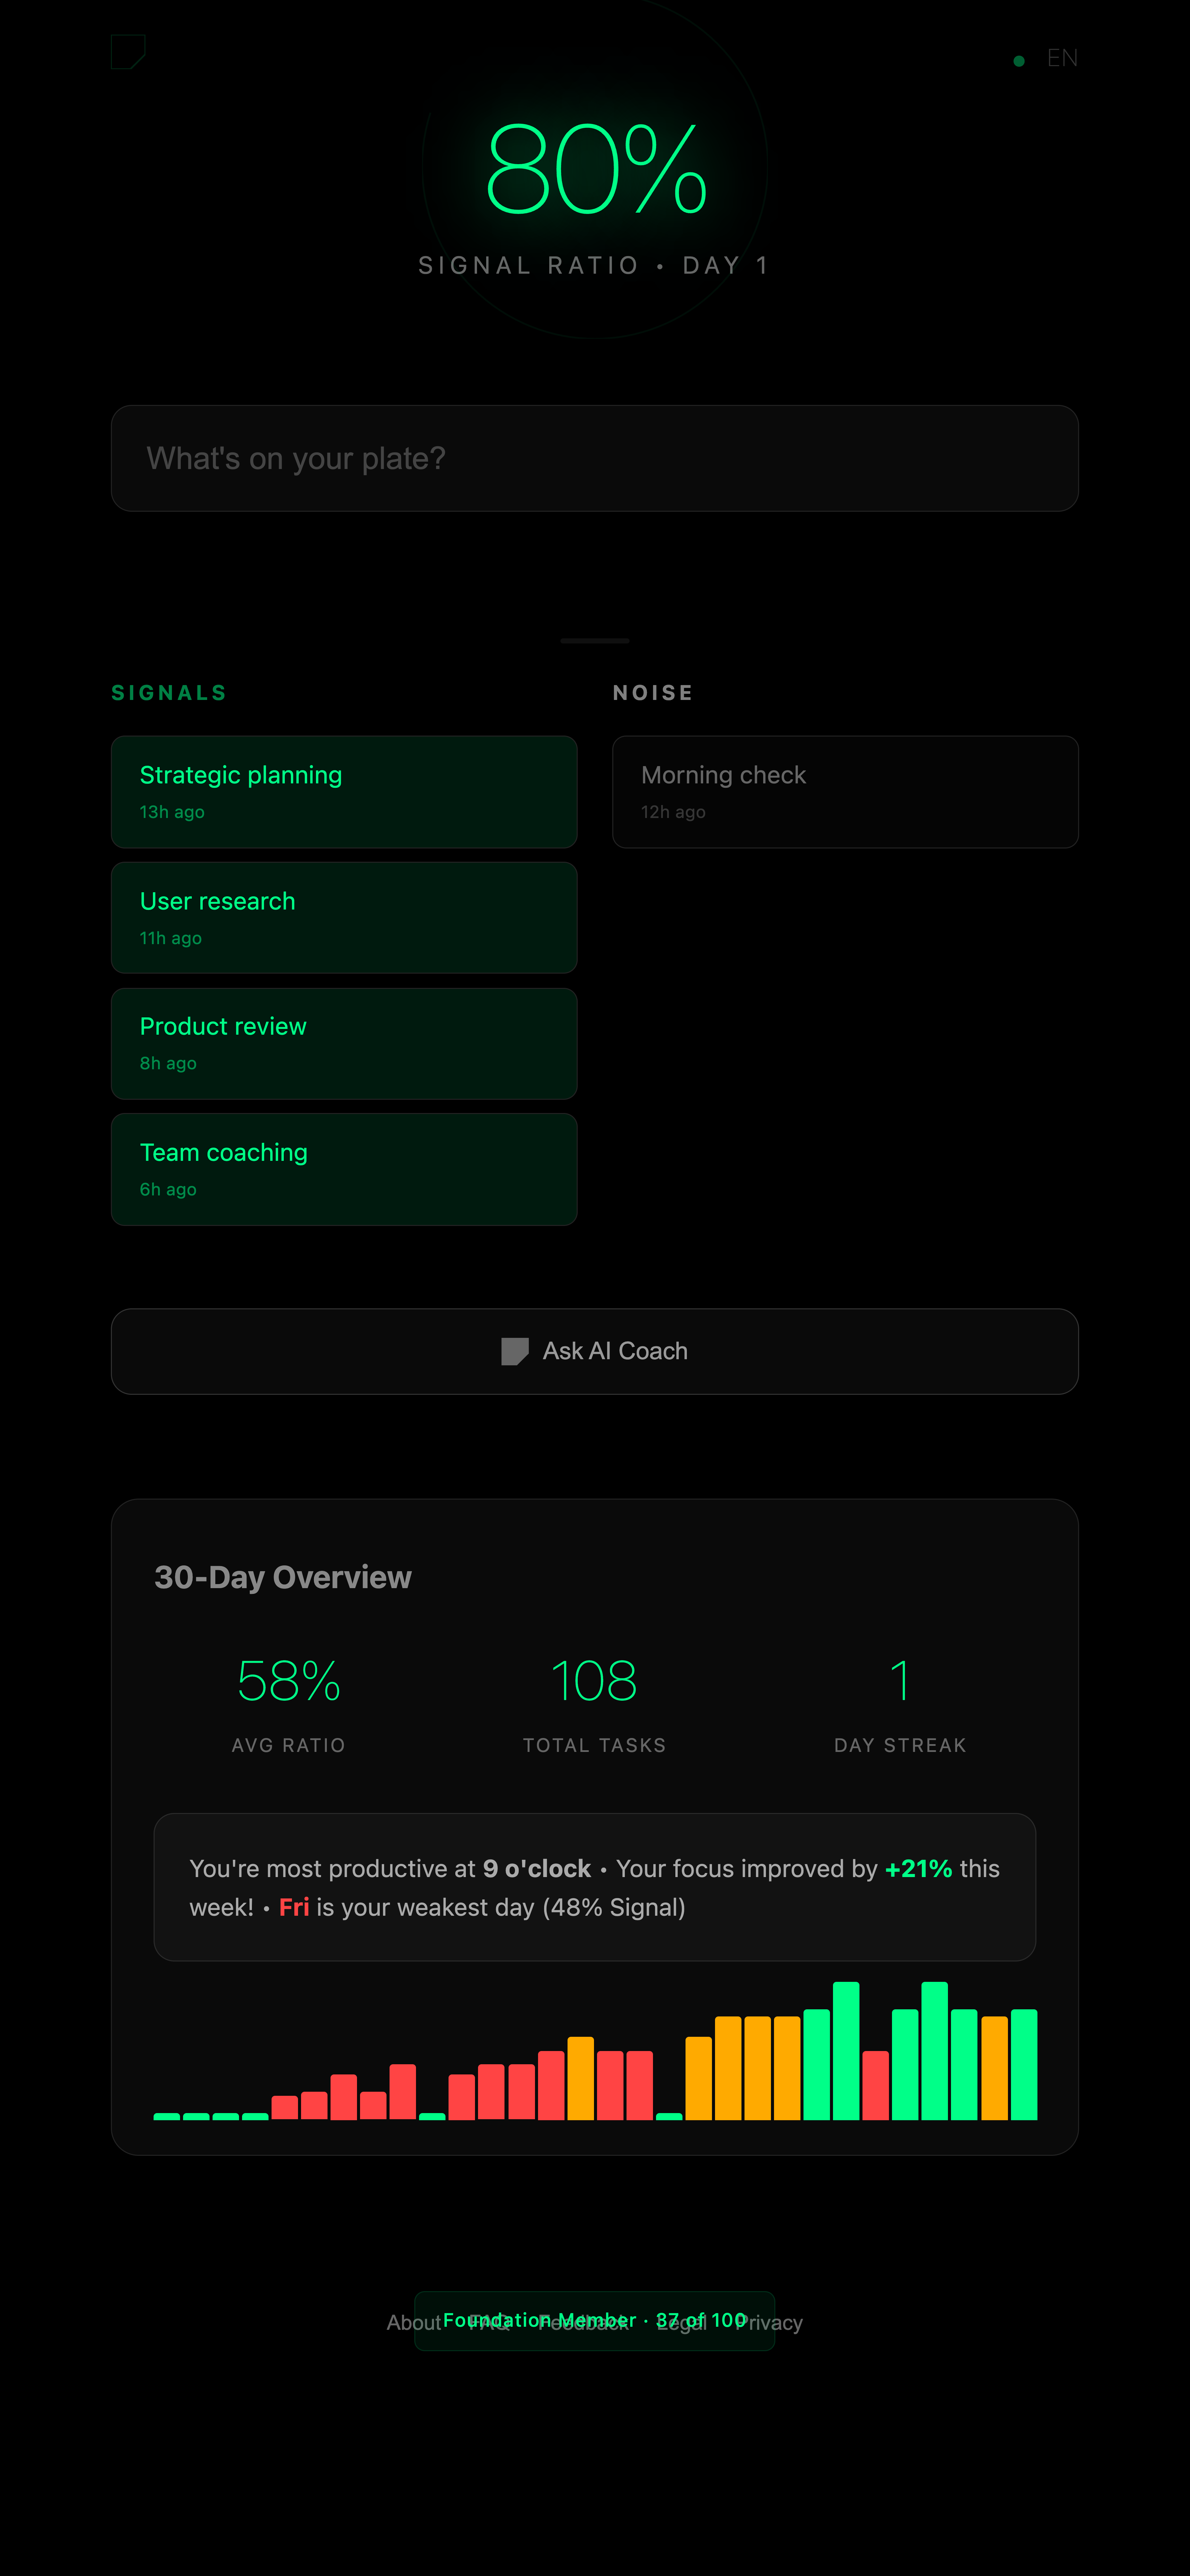 EN
80%
SIGNAL RATIO • DAY 1
What's on your plate?
SIGNALS
Strategic planning
13h ago
User research
11h ago
Product review
8h ago
Team coaching
6h ago
NOISE
Morning check
12h ago
Ask AI Coach
30-Day Overview
58%
AVG RATIO
108
TOTAL TASKS
1
DAY STREAK
You're most productive at 9 o'clock • Your focus improved by +21% this
week! • Fri is your weakest day (48% Signal)
Foundation Member · 37 of 100
About FAQ Feedback Legal Privacy